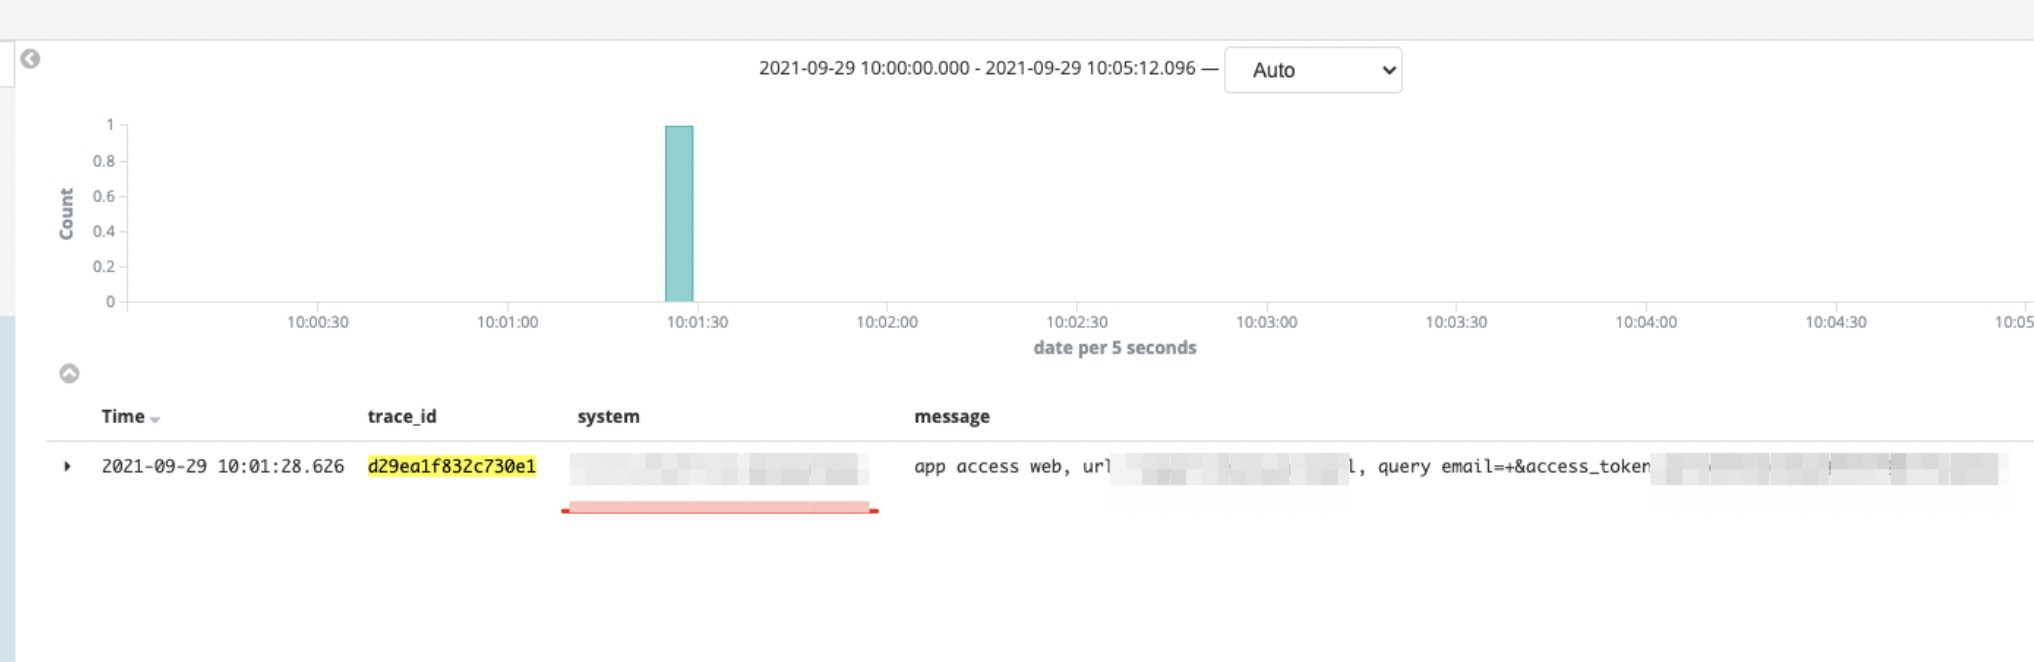 2021-09-29 10:00:00.000 - 2021-09-29 10:05:12.096 — Auto
1
0.8
0.6
0.4
0.2
0
Count
10:00:30 10:01:00 10:01:30 10:02:00 10:02:30 10:03:00 10:03:30 10:04:00 10:04:30 10:05
date per 5 seconds
Time trace_id system message
2021-09-29 10:01:28.626 d29ea1f832c730e1 app access web, url l, query email=+&access_token